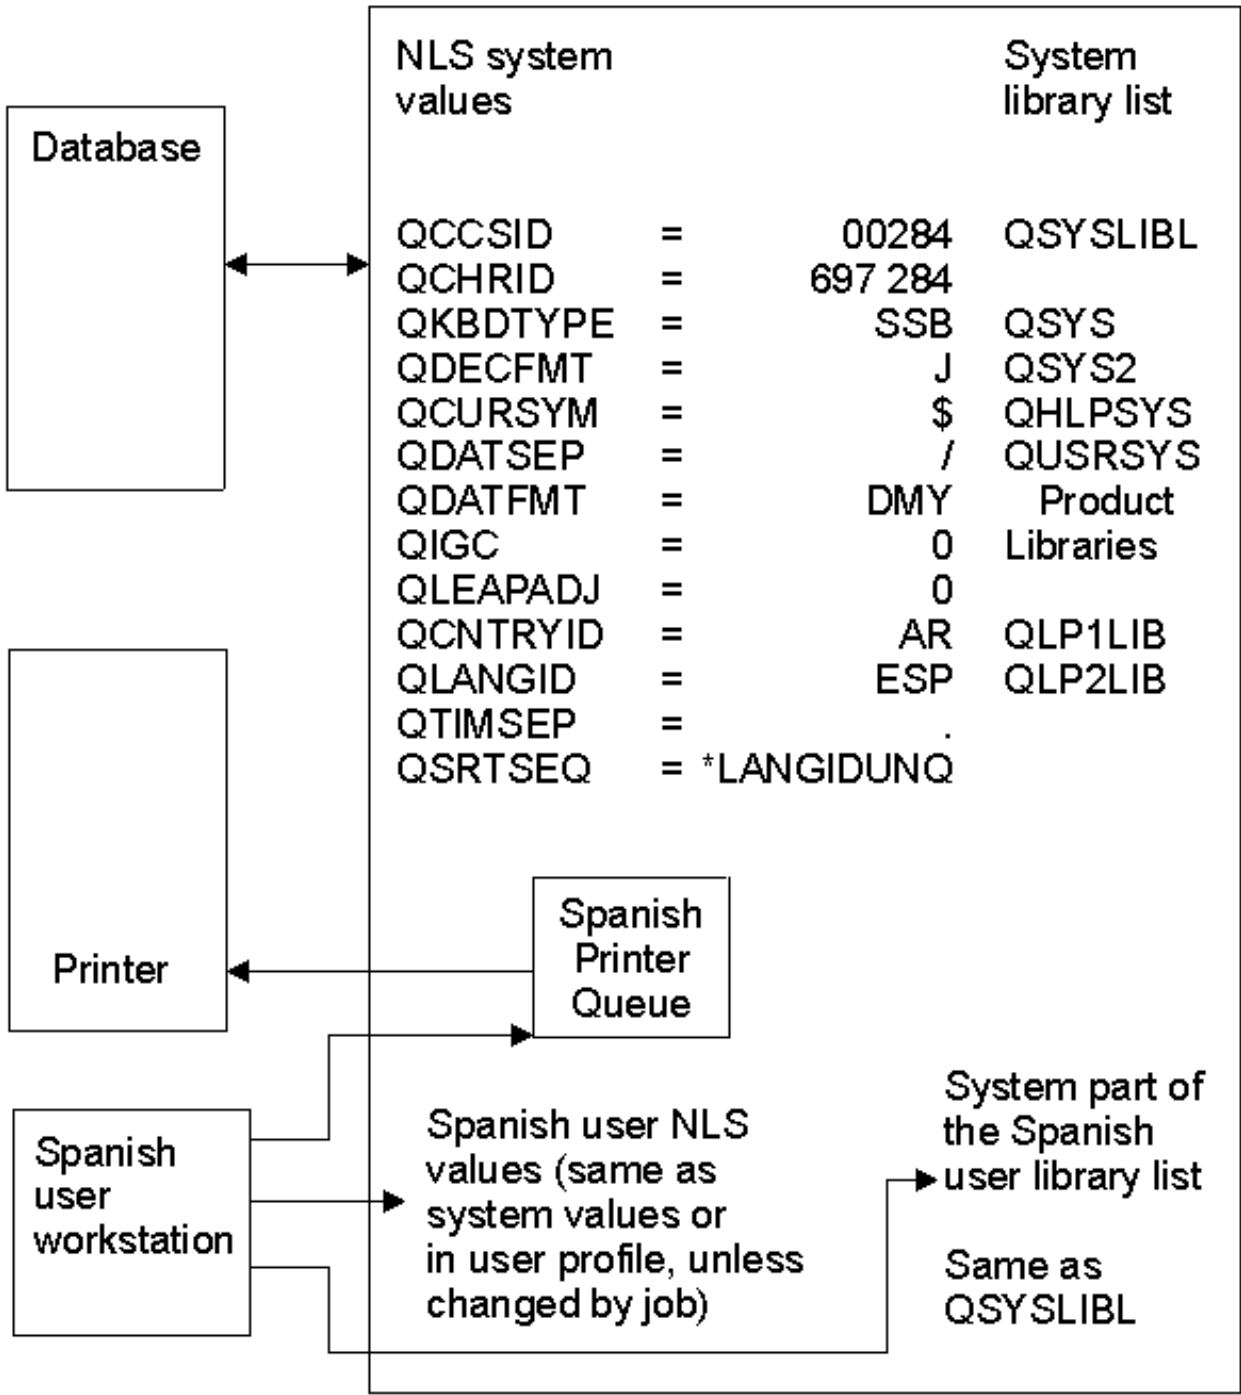 NLS system
values
System
library list
Database
QCCSID = 00284 QSYSLIBL
QCHRID = 697 284
QKBDTYPE = SSB QSYS
QDECFMT = J QSYS2
QCURSYM = $ QHLPSYS
QDATSEP = / QUSRSYS
QDATFMT = DMY Product
QIGC = 0 Libraries
QLEAPADJ = 0
QCNTRYID = AR QLP1LIB
QLANGID = ESP QLP2LIB
QTIMSEP = .
QSRTSEQ = *LANGIDUNQ
Printer
Spanish
Printer
Queue
Spanish
user
workstation
Spanish user NLS
values (same as
system values or
in user profile, unless
changed by job)
System part of
the Spanish
user library list
Same as
QSYSLIBL